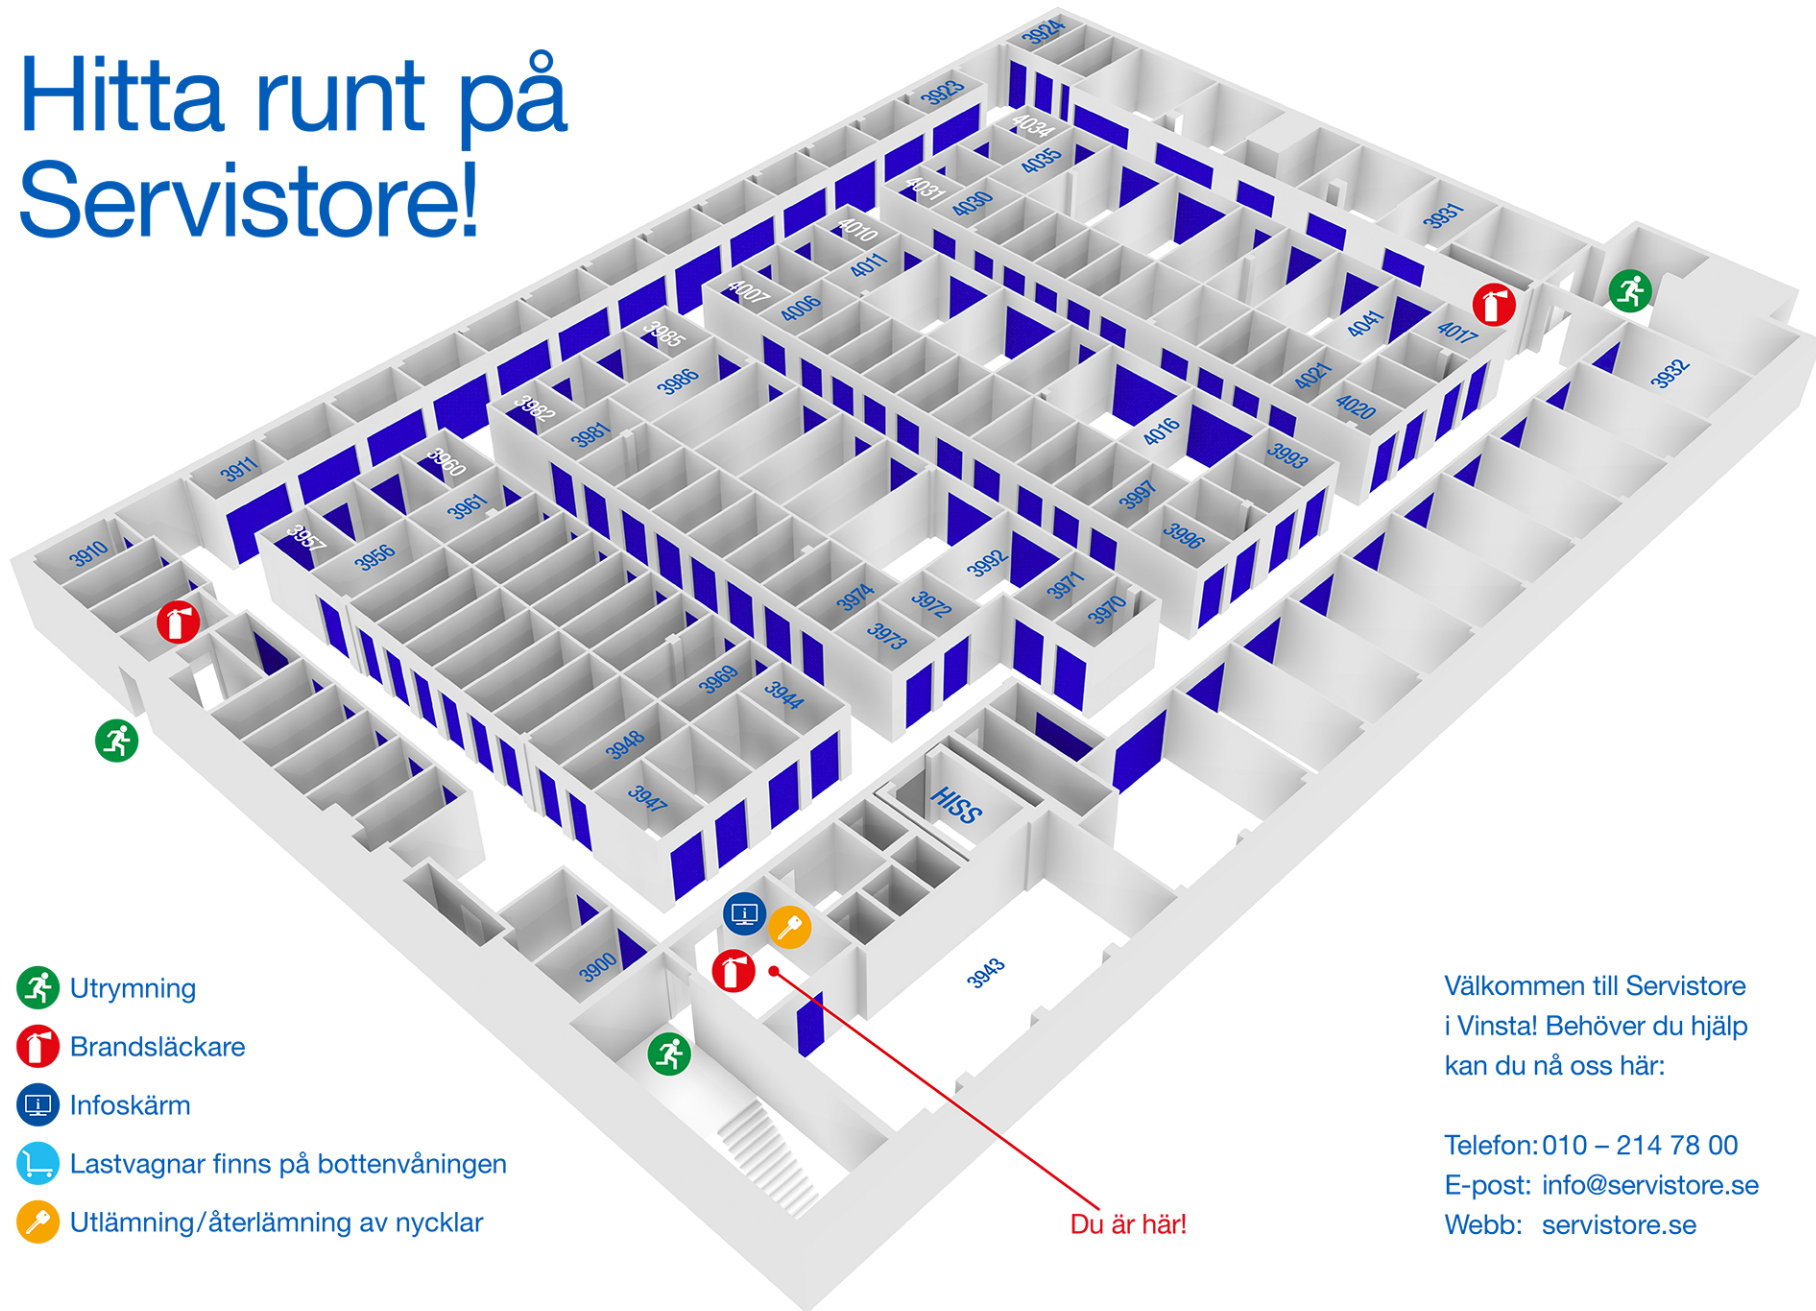 Hitta runt på
Servistore!
3924
3923
4034
4035
4031
4030
3931
4010
4011
4007
4006
4041
4017
3985
3986
4021
4020
3932
3982
3981
4016
3993
3911
3960
3961
3997
3996
3910
3957
3956
3992
3971
3970
3974
3972
3973
3969
3944
3948
3947
HISS
3900
3943
Utrymning
Brandsläckare
Infoskärm
Lastvagnar finns på bottenvåningen
Utlämning/återlämning av nycklar
Du är här!
Välkommen till Servistore
i Vinsta! Behöver du hjälp
kan du nå oss här:
Telefon: 010 – 214 78 00
E-post: info@servistore.se
Webb: servistore.se